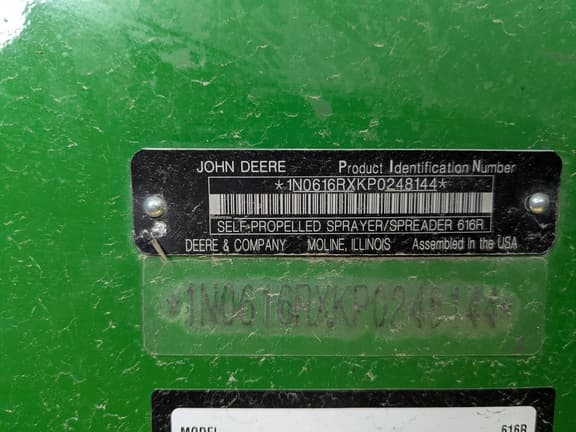 JOHN DEERE Product Identification Number
*1N0616RXKP0248144*
SELF-PROPELLED SPRAYER/SPREADER 616R
DEERE & COMPANY MOLINE, ILLINOIS Assembled in the USA
*1N0616RXKP0248144*
MODEL 616R